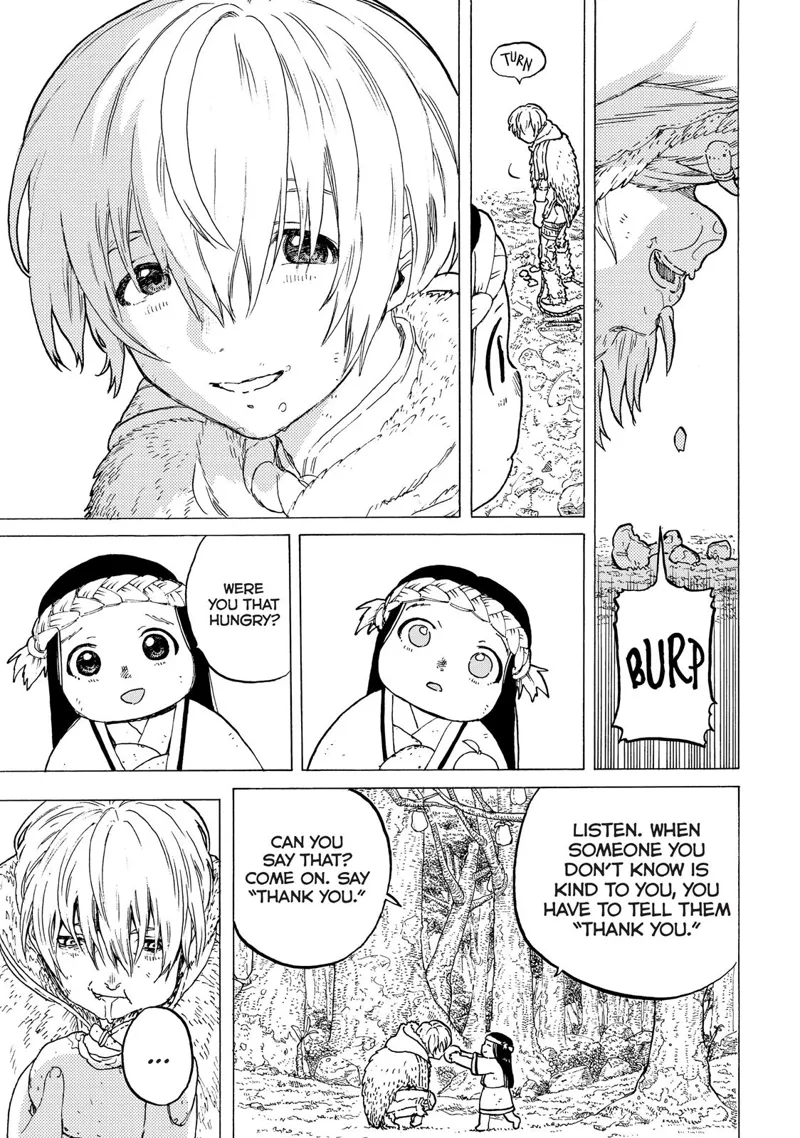 BURP
TURN
WERE
YOU THAT
HUNGRY?
LISTEN. WHEN
SOMEONE YOU
DON'T KNOW IS
KIND TO YOU, YOU
HAVE TO TELL THEM
"THANK YOU."
CAN YOU
SAY THAT?
COME ON. SAY
"THANK YOU."
...